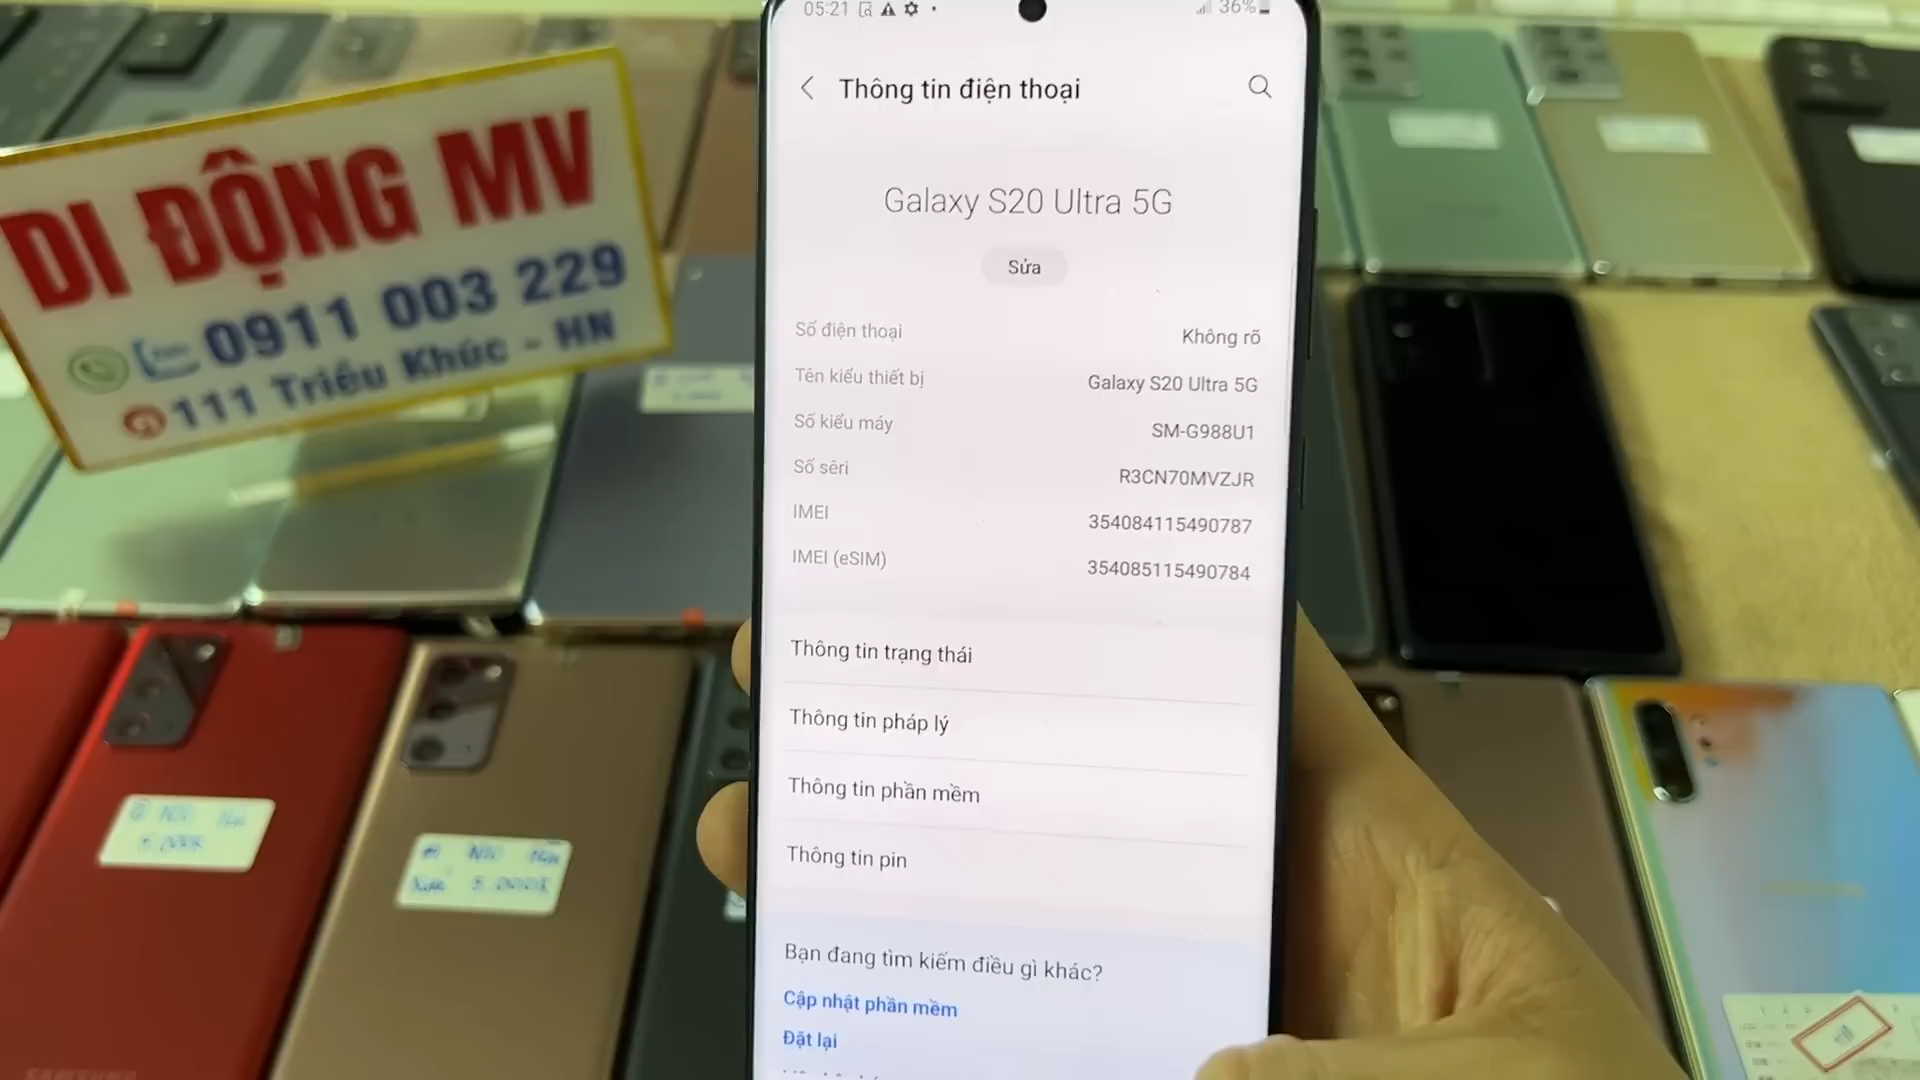 DI ĐỘNG MV
0911 003 229
111 Triều Khúc - HN
05:21
36%
Thông tin điện thoại
Galaxy S20 Ultra 5G
Sửa
Số điện thoại Không rõ
Tên kiểu thiết bị Galaxy S20 Ultra 5G
Số kiểu máy SM-G988U1
Số sêri R3CN70MVZJR
IMEI 354084115490787
IMEI (eSIM) 354085115490784
Thông tin trạng thái
Thông tin pháp lý
Thông tin phần mềm
Thông tin pin
Bạn đang tìm kiếm điều gì khác?
Cập nhật phần mềm
Đặt lại
SAMSUNG